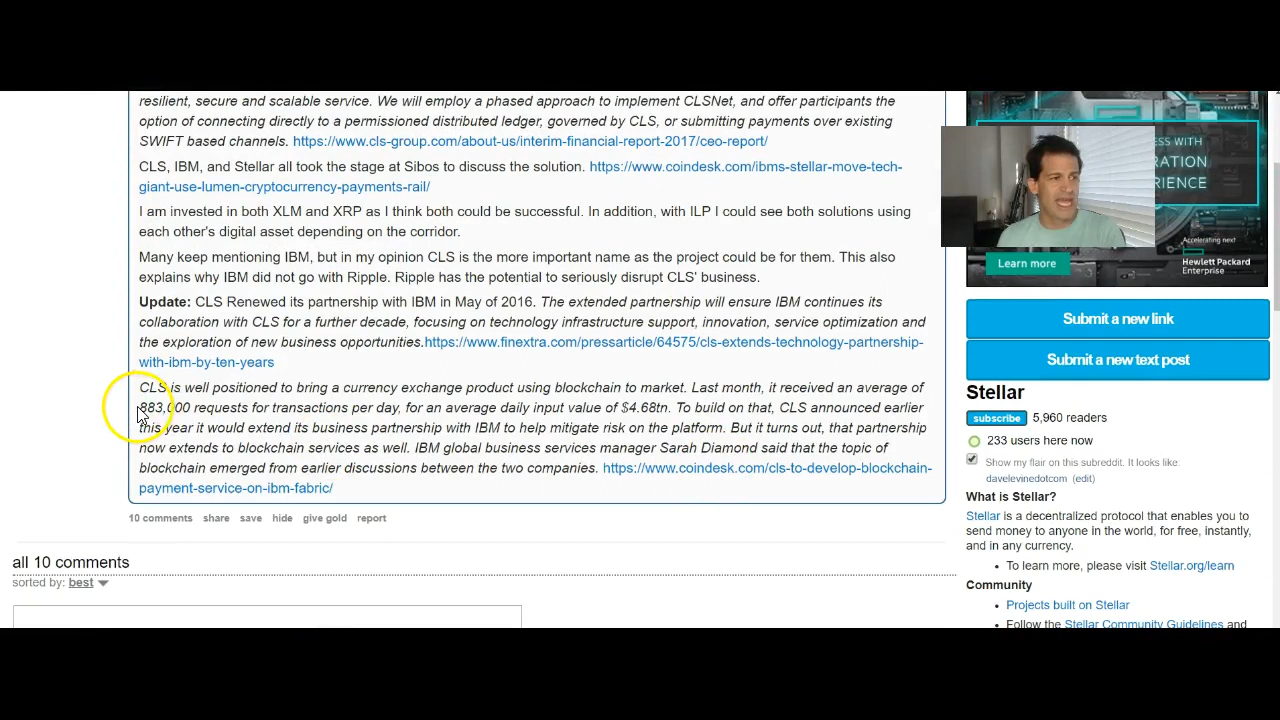 resilient, secure and scalable service. We will employ a phased approach to implement CLSNet, and offer participants the
option of connecting directly to a permissioned distributed ledger, governed by CLS, or submitting payments over existing
SWIFT based channels. https://www.cls-group.com/about-us/interim-financial-report-2017/ceo-report/
CLS, IBM, and Stellar all took the stage at Sibos to discuss the solution. https://www.coindesk.com/ibms-stellar-move-tech-
giant-use-lumen-cryptocurrency-payments-rail/
I am invested in both XLM and XRP as I think both could be successful. In addition, with ILP I could see both solutions using
each other's digital asset depending on the corridor.
Many keep mentioning IBM, but in my opinion CLS is the more important name as the project could be for them. This also
explains why IBM did not go with Ripple. Ripple has the potential to seriously disrupt CLS' business.
Update: CLS Renewed its partnership with IBM in May of 2016. The extended partnership will ensure IBM continues its
collaboration with CLS for a further decade, focusing on technology infrastructure support, innovation, service optimization and
the exploration of new business opportunities.https://www.finextra.com/pressarticle/64575/cls-extends-technology-partnership-
with-ibm-by-ten-years
CLS is well positioned to bring a currency exchange product using blockchain to market. Last month, it received an average of
883,000 requests for transactions per day, for an average daily input value of $4.68tn. To build on that, CLS announced earlier
this year it would extend its business partnership with IBM to help mitigate risk on the platform. But it turns out, that partnership
now extends to blockchain services as well. IBM global business services manager Sarah Diamond said that the topic of
blockchain emerged from earlier discussions between the two companies. https://www.coindesk.com/cls-to-develop-blockchain-
payment-service-on-ibm-fabric/
10 comments share save hide give gold report
all 10 comments
sorted by: best
ESS WITH
RATION
RIENCE
Accelerating next
Learn more
Hewlett Packard
Enterprise
Submit a new link
Submit a new text post
Stellar
subscribe 5,960 readers
233 users here now
Show my flair on this subreddit. It looks like:
davelevinedotcom (edit)
What is Stellar?
Stellar is a decentralized protocol that enables you to
send money to anyone in the world, for free, instantly,
and in any currency.
• To learn more, please visit Stellar.org/learn
Community
• Projects built on Stellar
• Follow the Stellar Community Guidelines and